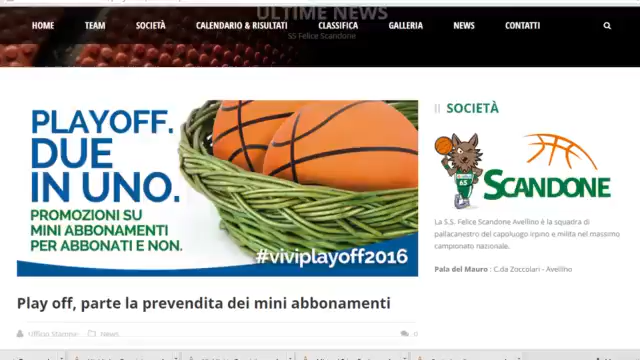 ULTIME NEWS
HOME TEAM SOCIETÀ CALENDARIO & RISULTATI CLASSIFICA GALLERIA NEWS CONTATTI
SS Felice Scandone
PLAYOFF.
DUE
IN UNO.
PROMOZIONI SU
MINI ABBONAMENTI
PER ABBONATI E NON.
#viviplayoff2016
Play off, parte la prevendita dei mini abbonamenti
Ufficio Stampa News 0
SOCIETÀ
65
SCANDONE
La S.S. Felice Scandone Avellino è la squadra di
pallacanestro del capoluogo irpino e milita nel massimo
campionato nazionale.
Pala del Mauro : C.da Zoccolari - Avellino